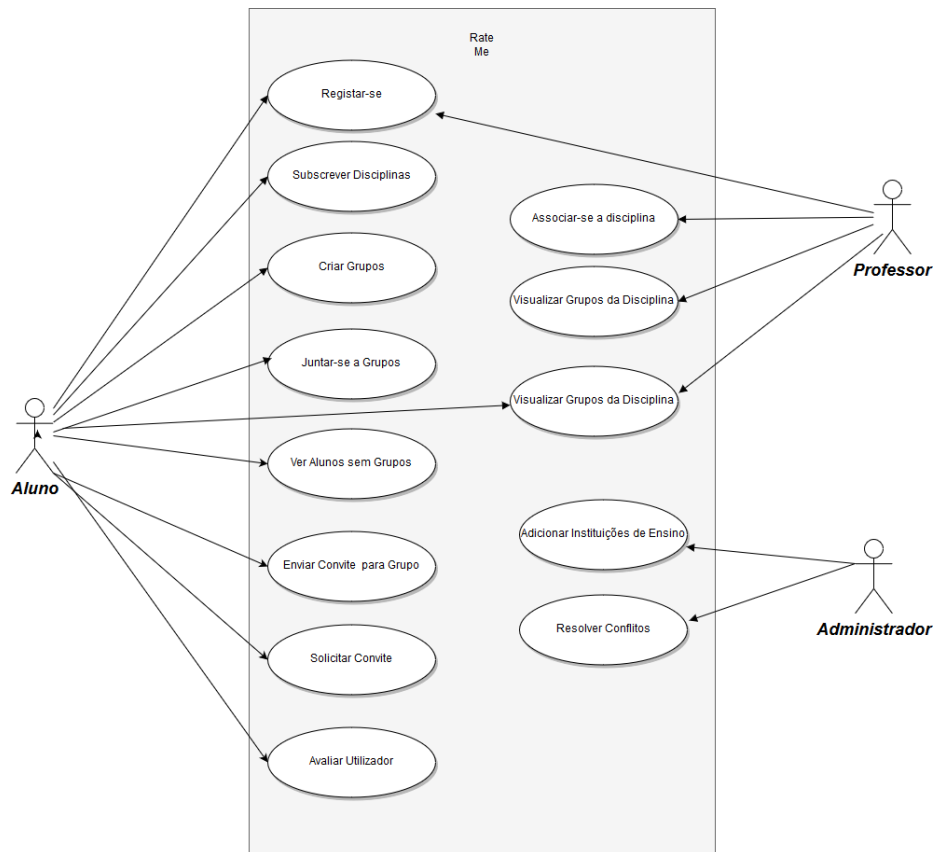 Rate
Me
Registar-se
Subscrever Disciplinas
Associar-se a disciplina
Professor
Criar Grupos
Visualizar Grupos da Disciplina
Juntar-se a Grupos
Visualizar Grupos da Disciplina
Aluno
Ver Alunos sem Grupos
Adicionar Instituições de Ensino
Enviar Convite para Grupo
Administrador
Resolver Conflitos
Solicitar Convite
Avaliar Utilizador